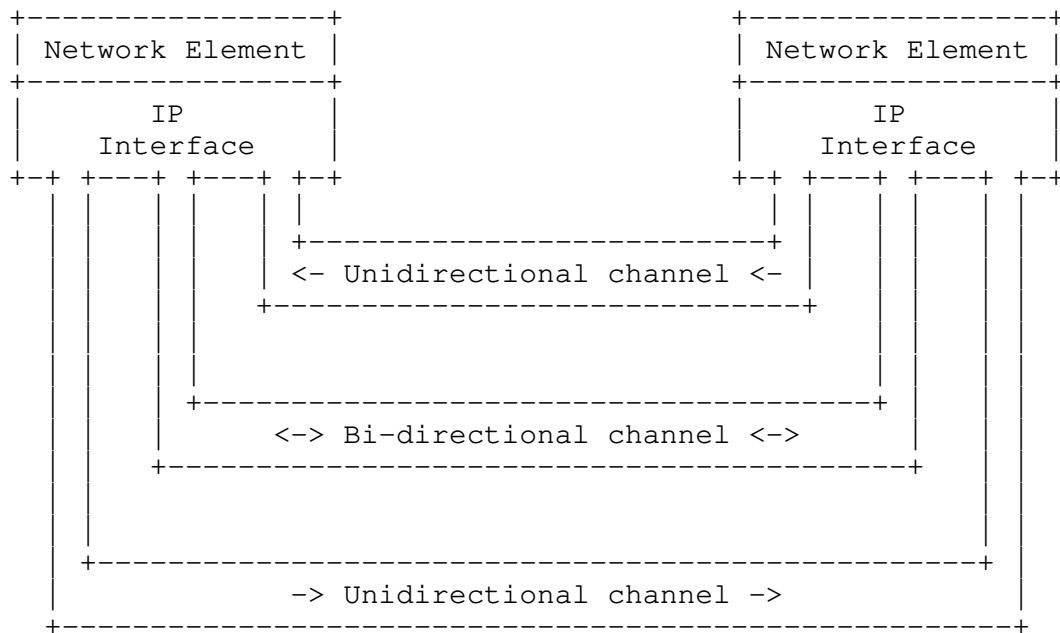 Network Element Network Element
IP IP
Interface Interface
<- Unidirectional channel <-
<-> Bi-directional channel <->
-> Unidirectional channel ->